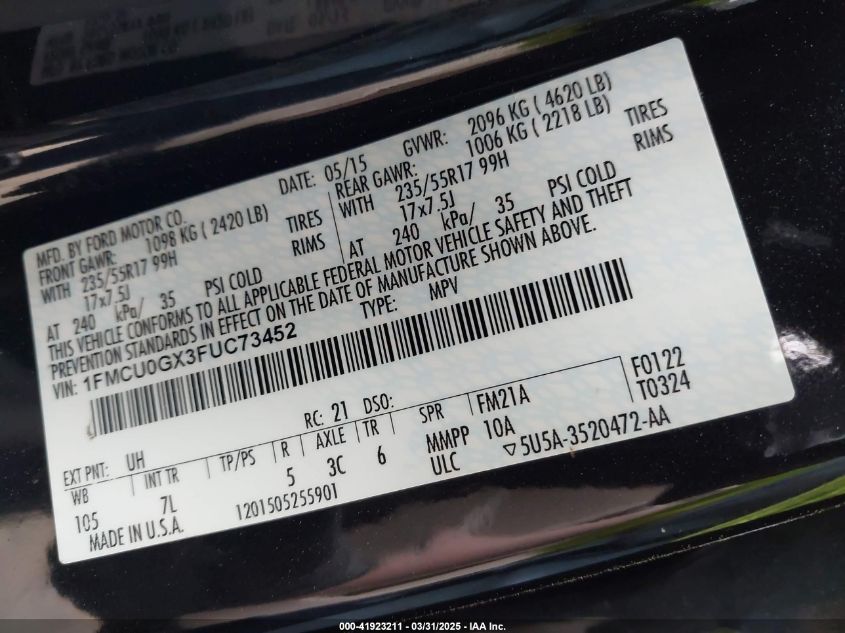 MFD. BY FORD MOTOR CO.
DATE: 05/15 GVWR: 2096 KG ( 4620 LB)
FRONT GAWR: 1098 KG ( 2420 LB) REAR GAWR: 1006 KG ( 2218 LB)
WITH 235/55R17 99H TIRES WITH 235/55R17 99H TIRES
17x7.5J RIMS 17x7.5J RIMS
AT 240 kPa/ 35 PSI COLD AT 240 kPa/ 35 PSI COLD
THIS VEHICLE CONFORMS TO ALL APPLICABLE FEDERAL MOTOR VEHICLE SAFETY AND THEFT
PREVENTION STANDARDS IN EFFECT ON THE DATE OF MANUFACTURE SHOWN ABOVE.
VIN: 1FMCU0GX3FUC73452 TYPE: MPV
F0122
T0324
EXT PNT: UH RC: 21 DSO:
WB INT TR TP/PS R AXLE TR SPR FM21A
105 7L 5 3C 6 MMPP 10A
ULC ▽5U5A-3520472-AA
MADE IN U.S.A. 1201505255901
000-41923211 - 03/31/2025 - IAA Inc.